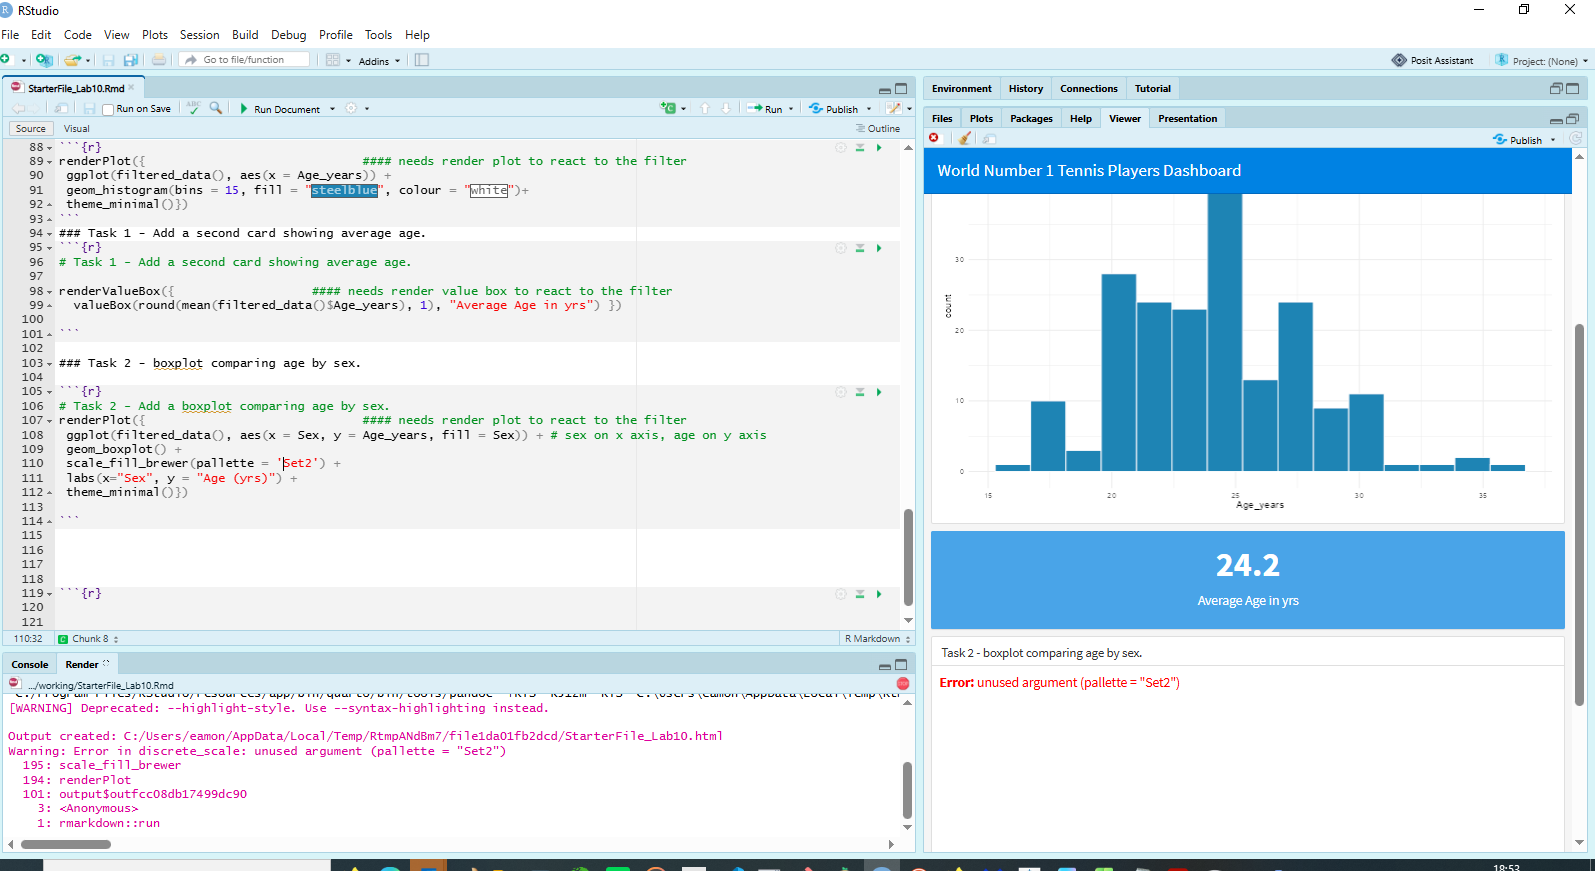 RStudio
File Edit Code View Plots Session Build Debug Profile Tools Help
Go to file/function Addins Posit Assistant Project: (None)
StarterFile_Lab10.Rmd
Run on Save ABC Run Document Run Publish
Source Visual Outline
88 ```{r}
89 renderPlot({ #### needs render plot to react to the filter
90 ggplot(filtered_data(), aes(x = Age_years)) +
91 geom_histogram(bins = 15, fill = "steelblue", colour = "white")+
92 theme_minimal()})
93 ```
94 ### Task 1 - Add a second card showing average age.
95 ```{r}
96 # Task 1 - Add a second card showing average age.
97
98 renderValueBox({ #### needs render value box to react to the filter
99 valueBox(round(mean(filtered_data()$Age_years), 1), "Average Age in yrs") })
100
101 ```
102
103 ### Task 2 - boxplot comparing age by sex.
104
105 ```{r}
106 # Task 2 - Add a boxplot comparing age by sex.
107 renderPlot({ #### needs render plot to react to the filter
108 ggplot(filtered_data(), aes(x = Sex, y = Age_years, fill = Sex)) + # sex on x axis, age on y axis
109 geom_boxplot() +
110 scale_fill_brewer(pallette = 'Set2') +
111 labs(x="Sex", y = "Age (yrs)") +
112 theme_minimal()})
113
114 ```
115
116
117
118
119 ```{r}
120
121
110:32 Chunk 8 R Markdown
Console Render
.../working/StarterFile_Lab10.Rmd
[WARNING] Deprecated: --highlight-style. Use --syntax-highlighting instead.
Output created: C:/Users/eamon/AppData/Local/Temp/RtmpANdBm7/file1da01fb2dcd/StarterFile_Lab10.html
Warning: Error in discrete_scale: unused argument (pallette = "Set2")
195: scale_fill_brewer
194: renderPlot
101: output$outfcc08db17499dc90
3: <Anonymous>
1: rmarkdown::run
Environment History Connections Tutorial
Files Plots Packages Help Viewer Presentation
Publish
World Number 1 Tennis Players Dashboard
30
20
10
0
count
15 20 25 30 35
Age_years
24.2
Average Age in yrs
Task 2 - boxplot comparing age by sex.
Error: unused argument (pallette = "Set2")
18:53